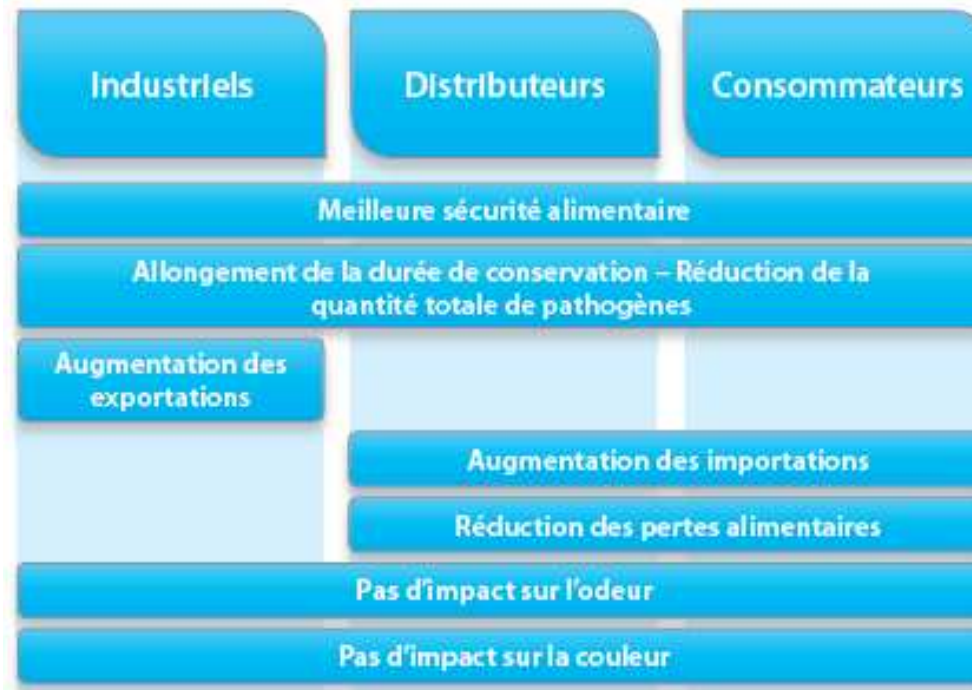 Industriels
Distributeurs
Consommateurs
Meilleure sécurité alimentaire
Allongement de la durée de conservation – Réduction de la
quantité totale de pathogènes
Augmentation des
exportations
Augmentation des importations
Réduction des pertes alimentaires
Pas d’impact sur l’odeur
Pas d’impact sur la couleur